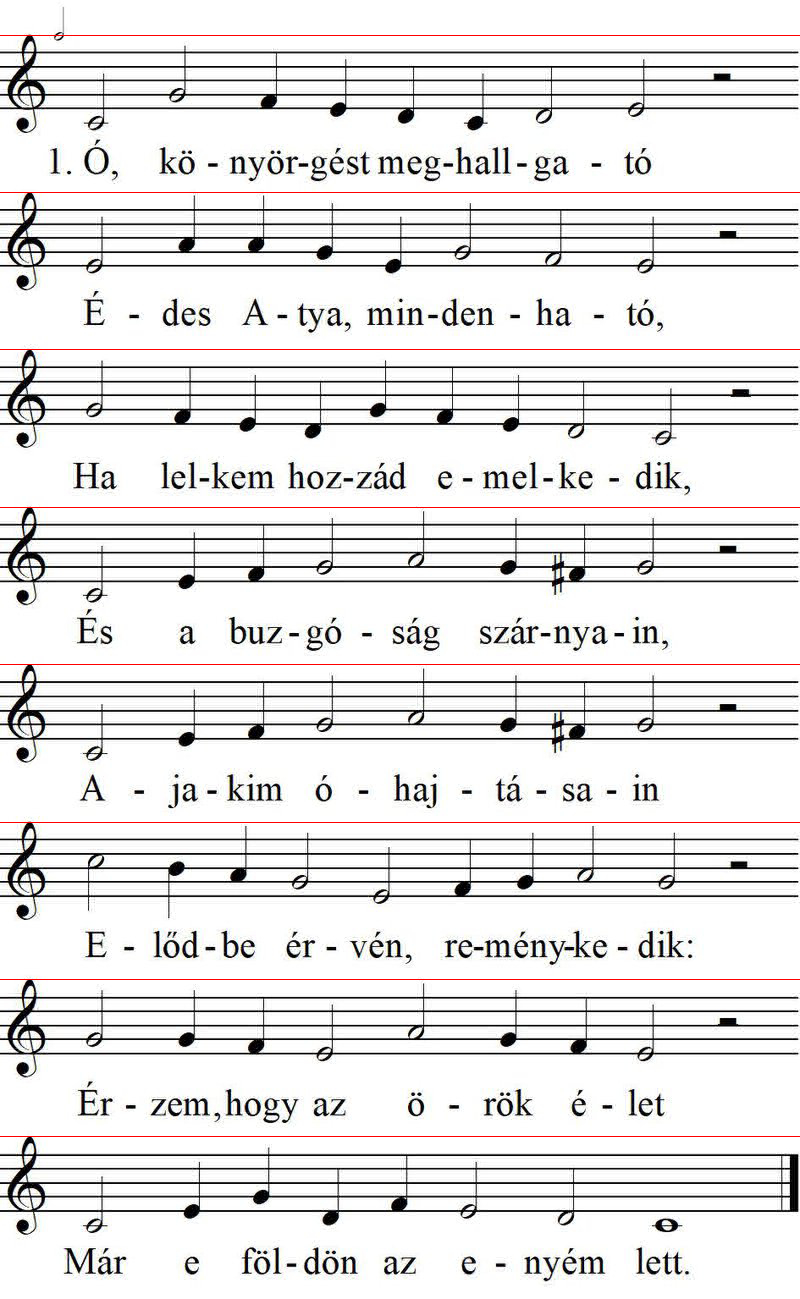 1. Ó, kö - nyör-gést meg-hall-ga - tó
É - des A - tya, min-den - ha - tó,
Ha lel-kem hoz-zád e - mel-ke - dik,
És a buz-gó - ság szár-nya-in,
A - ja-kim ó - haj - tá-sa-in
E - lőd-be ér - vén, re-mény-ke-dik:
Ér - zem, hogy az ö - rök é - let
Már e föl-dön az e - nyém lett.